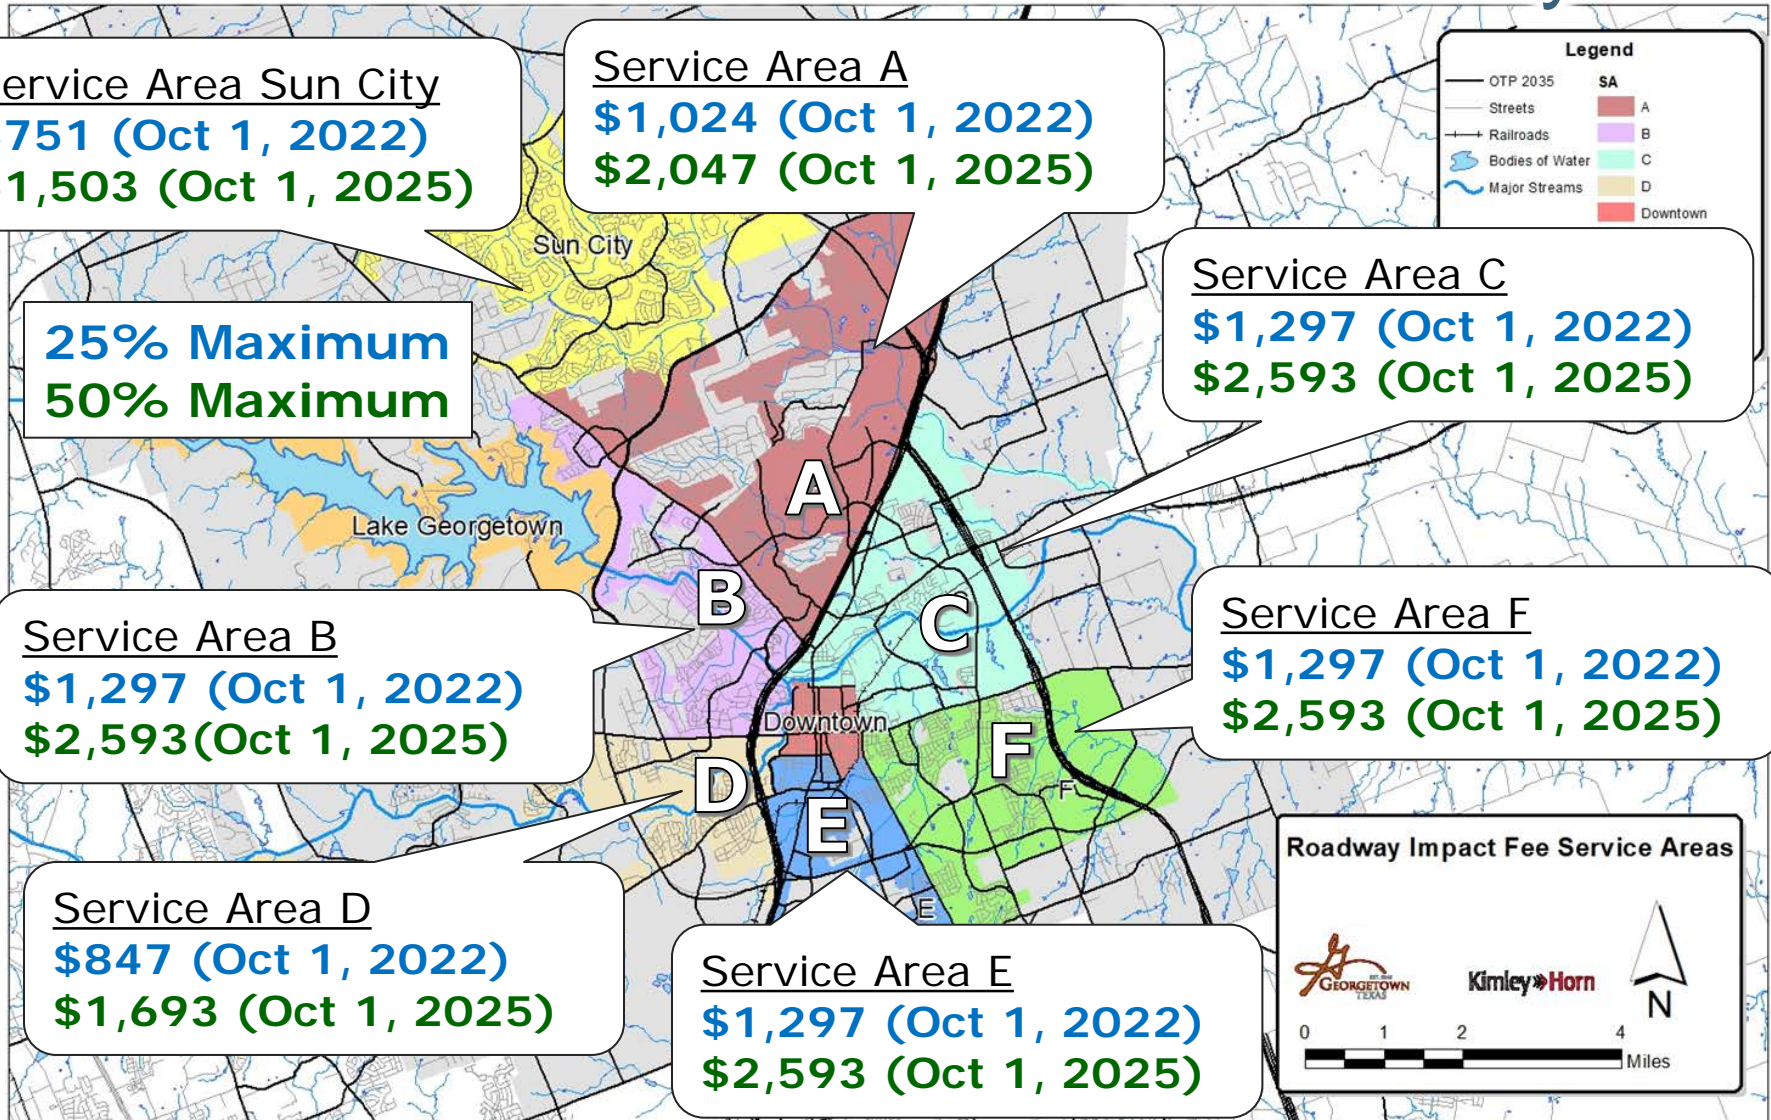 ervice Area Sun City
751 (Oct 1, 2022)
1,503 (Oct 1, 2025)
Service Area A
$1,024 (Oct 1, 2022)
$2,047 (Oct 1, 2025)
Legend
OTP 2035
Streets
Railroads
Bodies of Water
Major Streams
SA
A
B
C
D
Downtown
Sun City
25% Maximum
50% Maximum
Service Area C
$1,297 (Oct 1, 2022)
$2,593 (Oct 1, 2025)
A
Lake Georgetown
B
C
Service Area B
$1,297 (Oct 1, 2022)
$2,593(Oct 1, 2025)
Service Area F
$1,297 (Oct 1, 2022)
$2,593 (Oct 1, 2025)
Downtown
F
F
D
E
E
Service Area D
$847 (Oct 1, 2022)
$1,693 (Oct 1, 2025)
Service Area E
$1,297 (Oct 1, 2022)
$2,593 (Oct 1, 2025)
Roadway Impact Fee Service Areas
GEORGETOWN
TEXAS
Kimley»Horn
N
0 1 2 4
Miles